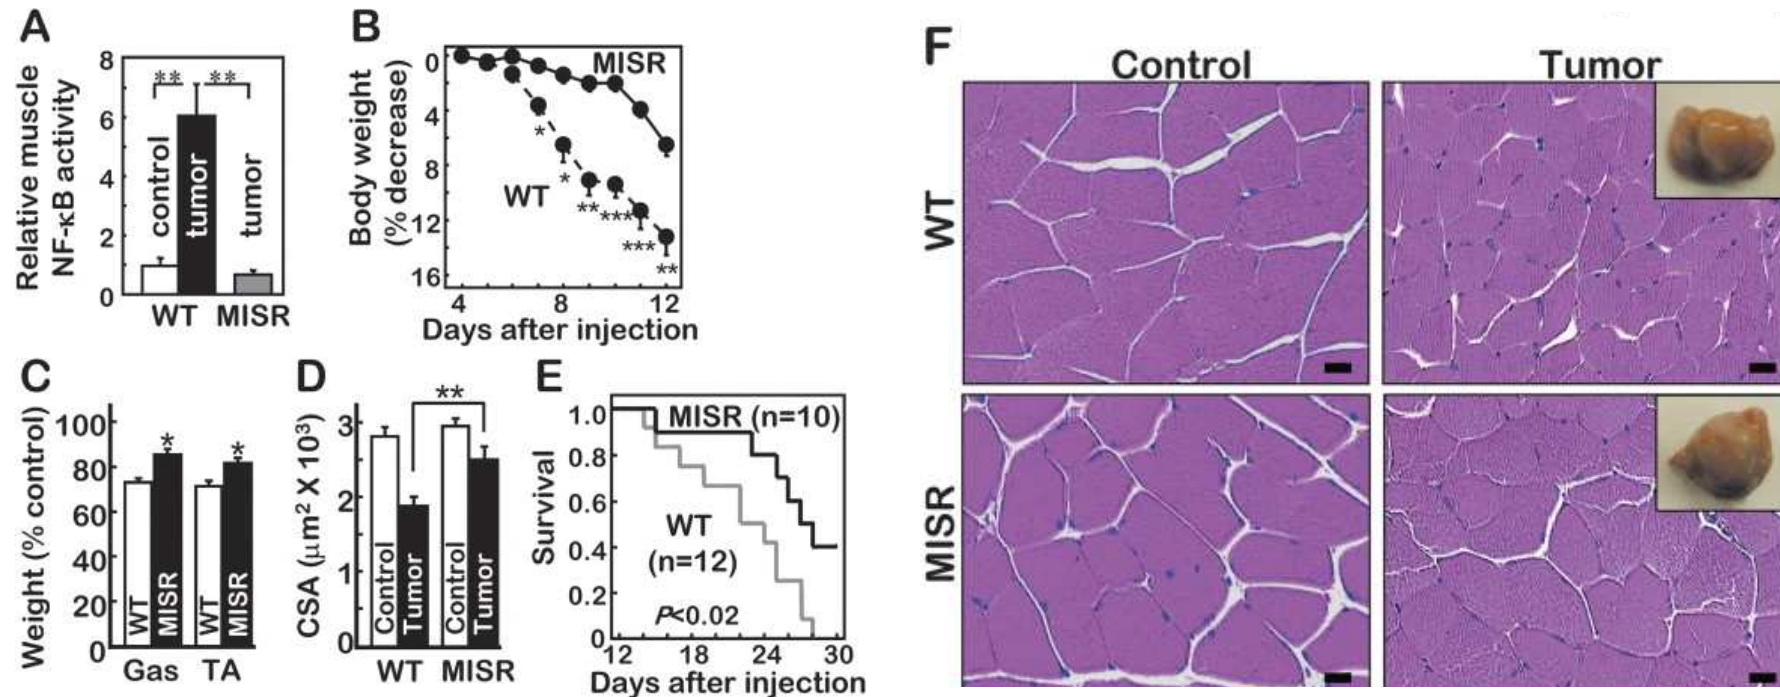 A
Relative muscle
NF-κB activity
8
6
4
2
0
**
**
control
tumor
tumor
WT
MISR
B
Body weight
(% decrease)
0
4
8
12
16
MISR
WT
*
*
**
***
***
**
4
8
12
Days after injection
C
Weight (% control)
100
80
60
40
20
0
*
*
WT
MISR
WT
MISR
Gas
TA
D
CSA (μm² X 10³)
3
2
1
0
**
Control
Tumor
Control
Tumor
WT
MISR
E
Survival
1.0
0.8
0.6
0.4
0.2
0
MISR (n=10)
WT
(n=12)
P<0.02
12
18
24
30
Days after injection
F
Control
Tumor
WT
MISR